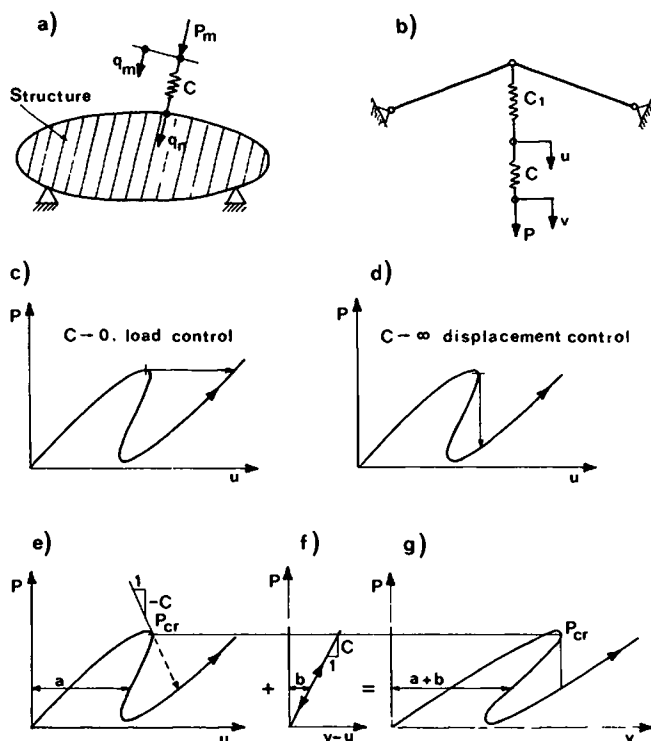 a)
P_m
q_m
C
Structure
q_n
b)
C_1
u
C
P
v
c)
P
C→0. load control
u
d)
P
C→∞ displacement control
u
e)
P
1
-C
P_cr
a
u
f)
P
C
1
b
v-u
+
=
g)
P
P_cr
a+b
v